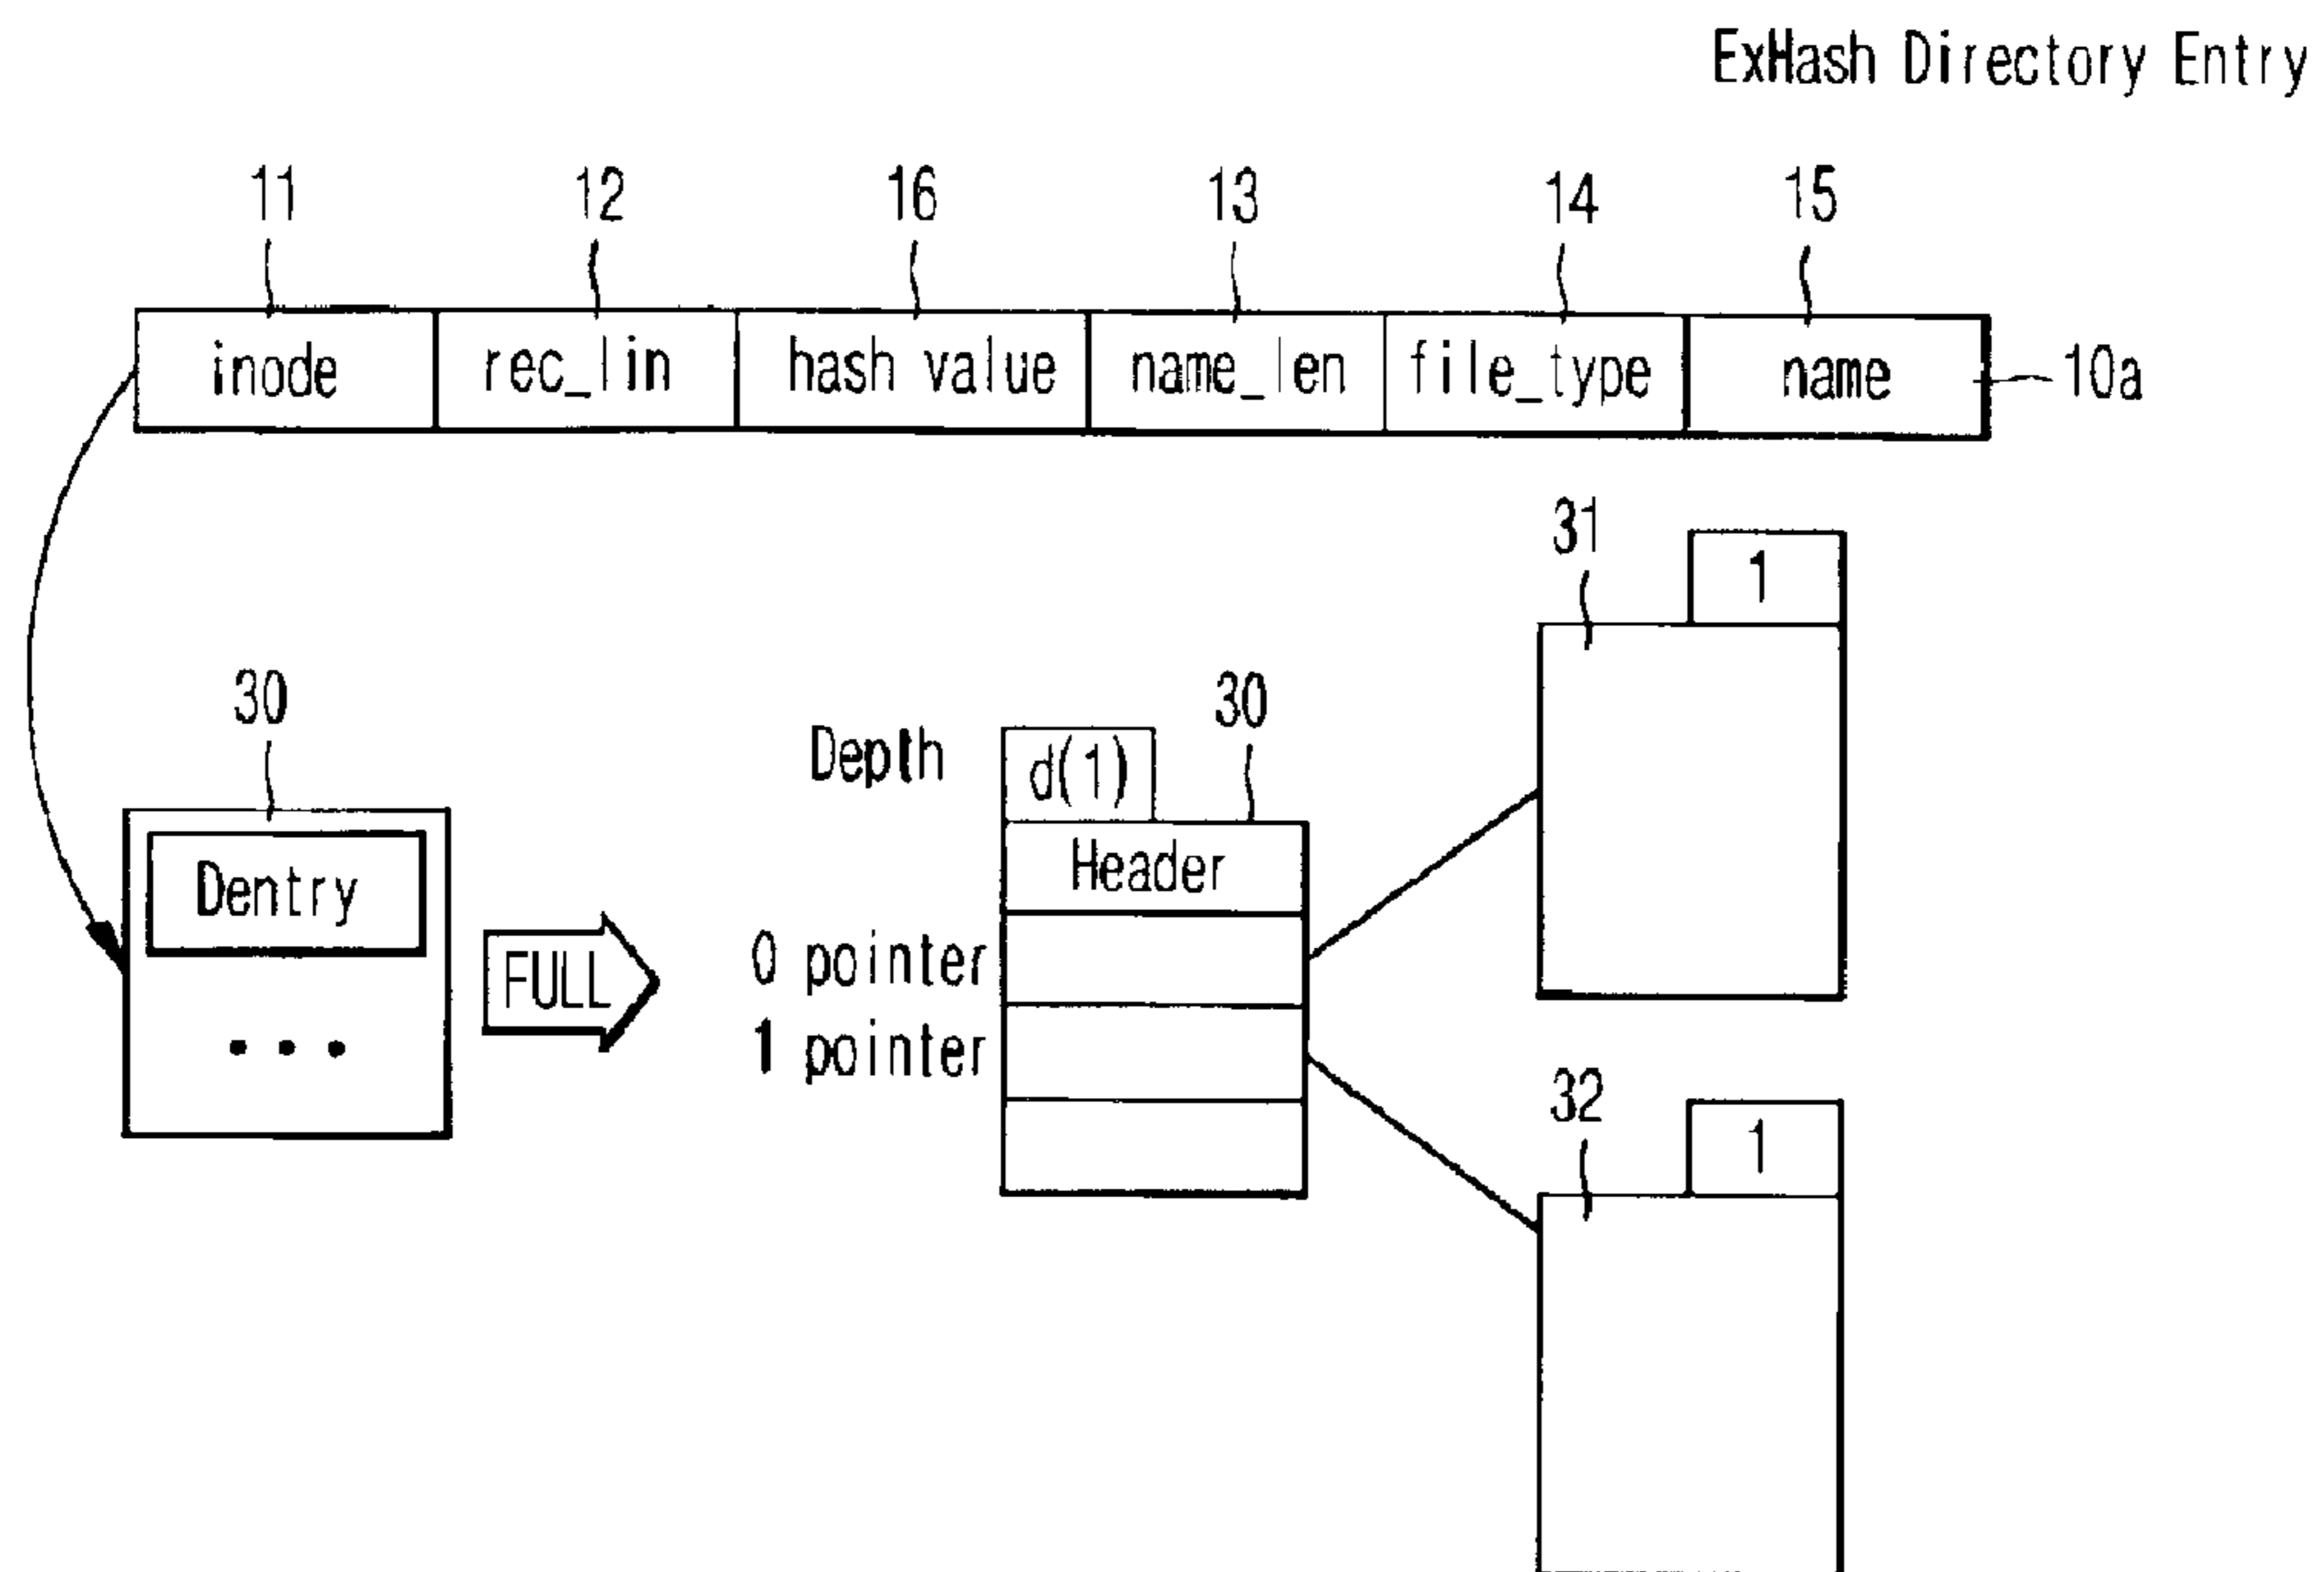 ExHash Directory Entry
11 12 16 13 14 15
inode rec_lin hash value name_len file_type name 10a
31
1
30
Depth d(1) 30
Header
Dentry
FULL
0 pointer
1 pointer
• • •
32
1